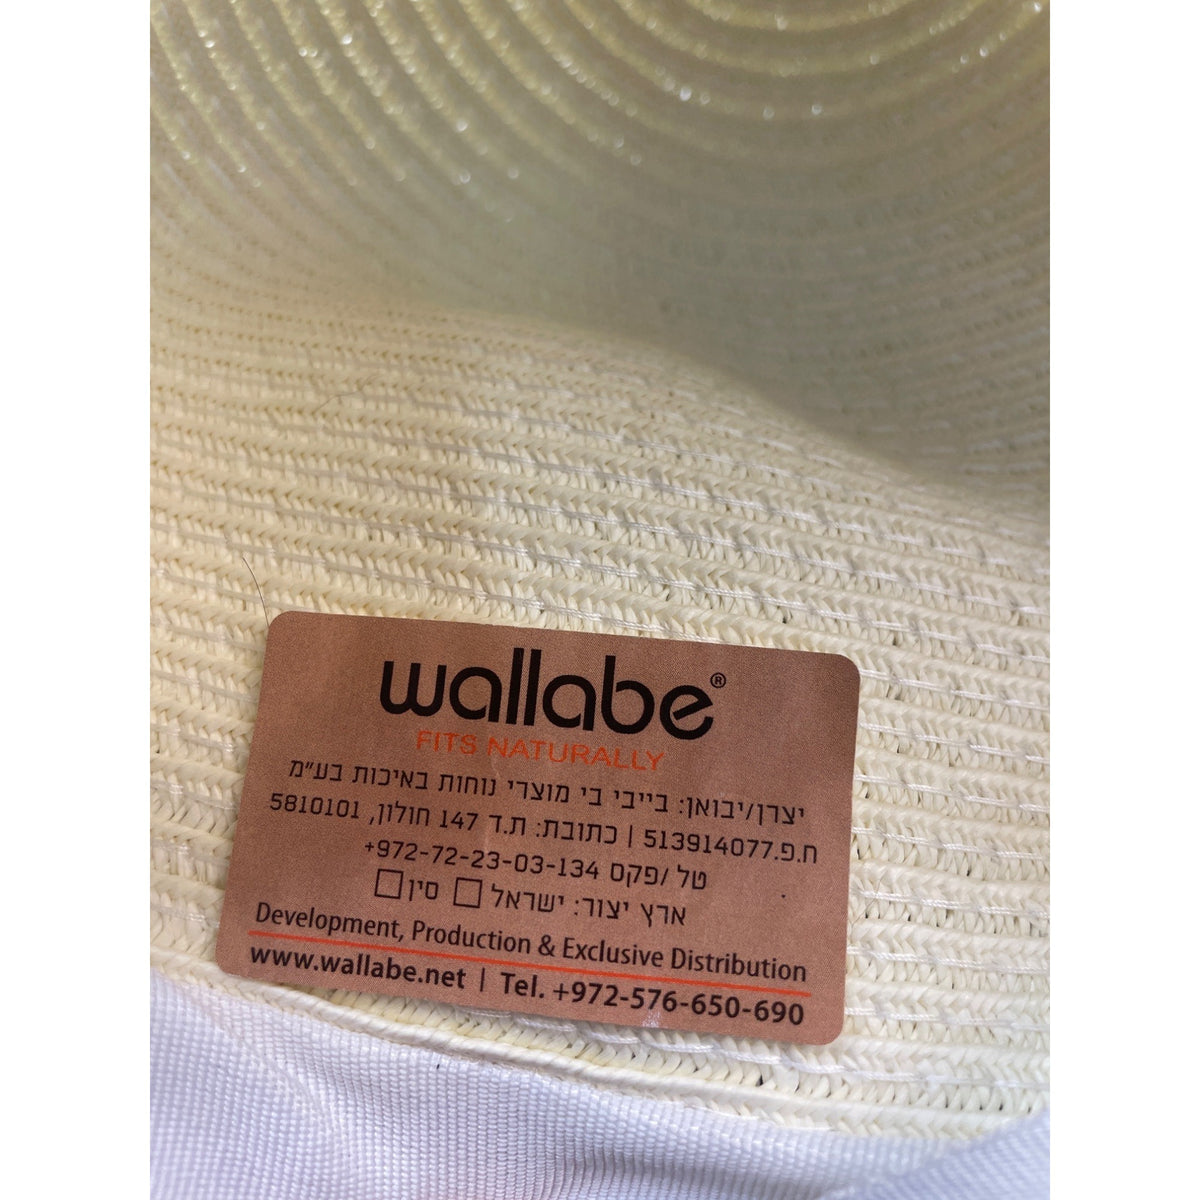 wallabe®
FITS NATURALLY
יצרן/יבואן: בייבי בי מוצרי נוחות באיכות בע"מ
ח.פ.513914077 | כתובת: ת.ד 147 חולון, 5810101
טל /פקס 972-72-23-03-134+
ארץ יצור: ישראל □ סין □
Development, Production & Exclusive Distribution
www.wallabe.net | Tel. +972-576-650-690